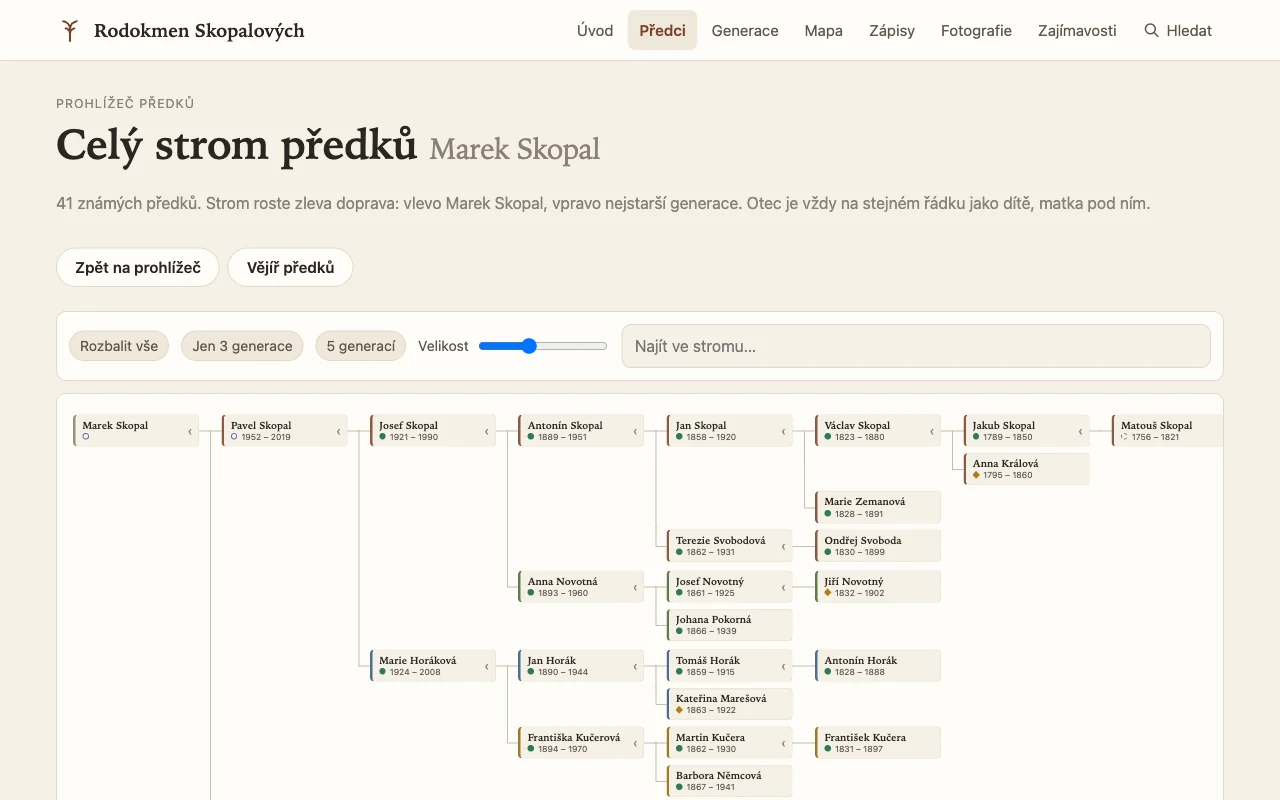 Rodokmen Skopalových
Úvod Předci Generace Mapa Zápisy Fotografie Zajímavosti Hledat
PROHLÍŽEČ PŘEDKŮ
Celý strom předků Marek Skopal
41 známých předků. Strom roste zleva doprava: vlevo Marek Skopal, vpravo nejstarší generace. Otec je vždy na stejném řádku jako dítě, matka pod ním.
Zpět na prohlížeč Vějíř předků
Rozbalit vše Jen 3 generace 5 generací Velikost Najít ve stromu...
Marek Skopal Pavel Skopal Josef Skopal Antonín Skopal Jan Skopal Václav Skopal Jakub Skopal Matouš Skopal
1952 – 2019 1921 – 1990 1889 – 1951 1858 – 1920 1823 – 1880 1789 – 1850 1756 – 1821
Anna Králová
1795 – 1860
Marie Zemanová
1828 – 1891
Terezie Svobodová Ondřej Svoboda
1862 – 1931 1830 – 1899
Anna Novotná Josef Novotný Jiří Novotný
1893 – 1960 1861 – 1925 1832 – 1902
Johana Pokorná
1866 – 1939
Marie Horáková Jan Horák Tomáš Horák Antonín Horák
1924 – 2008 1890 – 1944 1859 – 1915 1828 – 1888
Kateřina Marešová
1863 – 1922
Františka Kučerová Martin Kučera František Kučera
1894 – 1970 1862 – 1930 1831 – 1897
Barbora Němcová
1867 – 1941